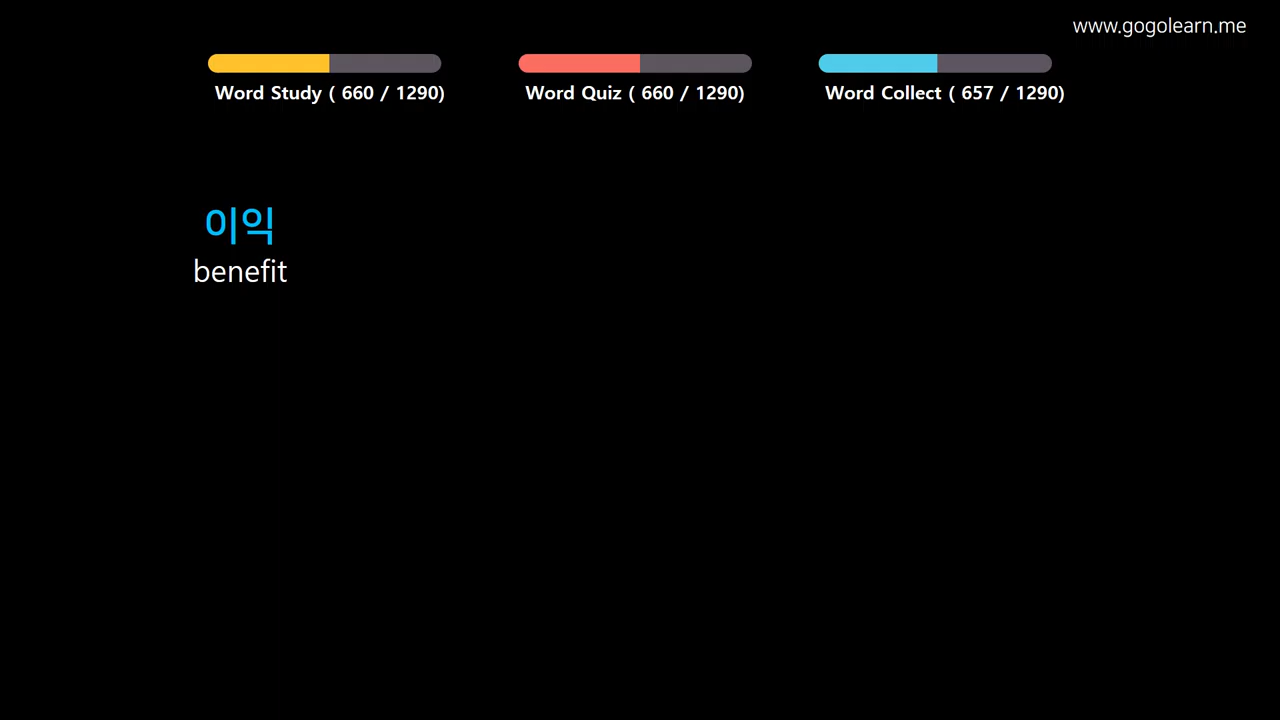 www.gogolearn.me
Word Study ( 660 / 1290)
Word Quiz ( 660 / 1290)
Word Collect ( 657 / 1290)
이익
benefit